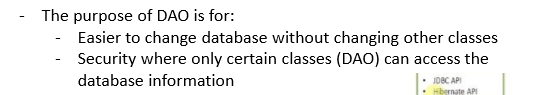 - The purpose of DAO is for:
- Easier to change database without changing other classes
- Security where only certain classes (DAO) can access the
database information
• JDBC API
• Hibernate API